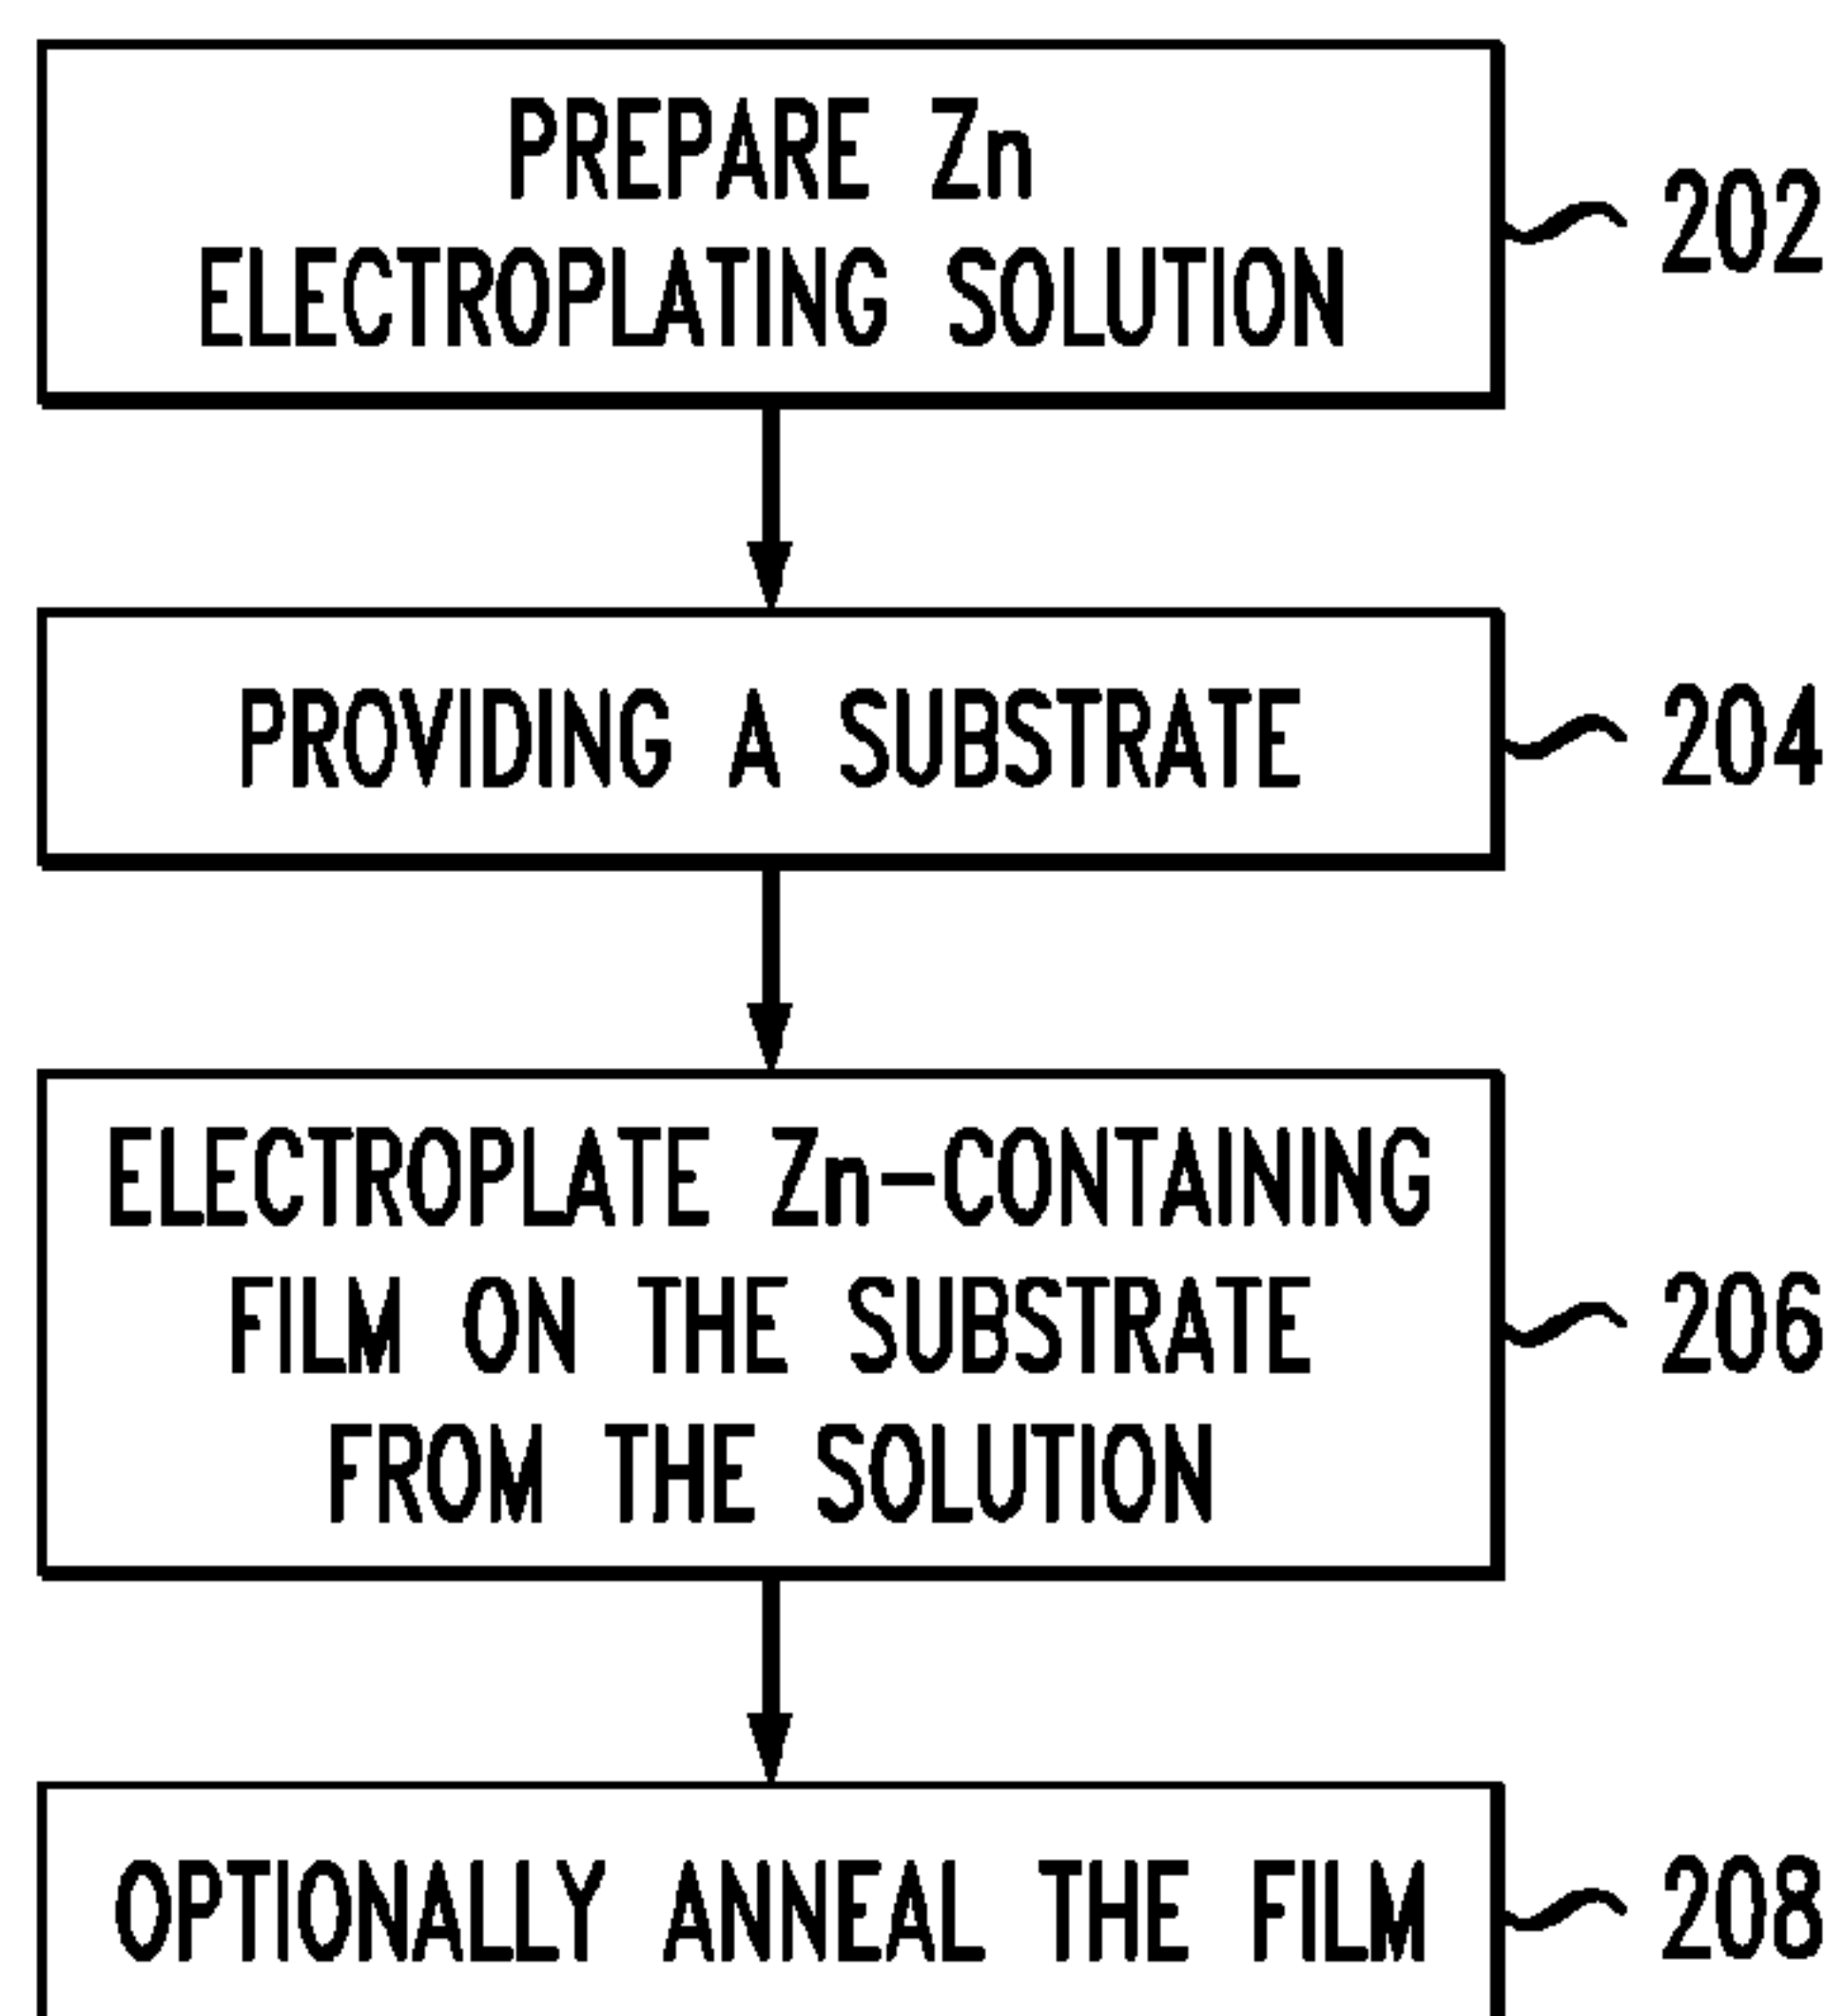 PREPARE Zn
ELECTROPLATING SOLUTION
202
PROVIDING A SUBSTRATE
204
ELECTROPLATE Zn-CONTAINING
FILM ON THE SUBSTRATE
FROM THE SOLUTION
206
OPTIONALLY ANNEAL THE FILM
208